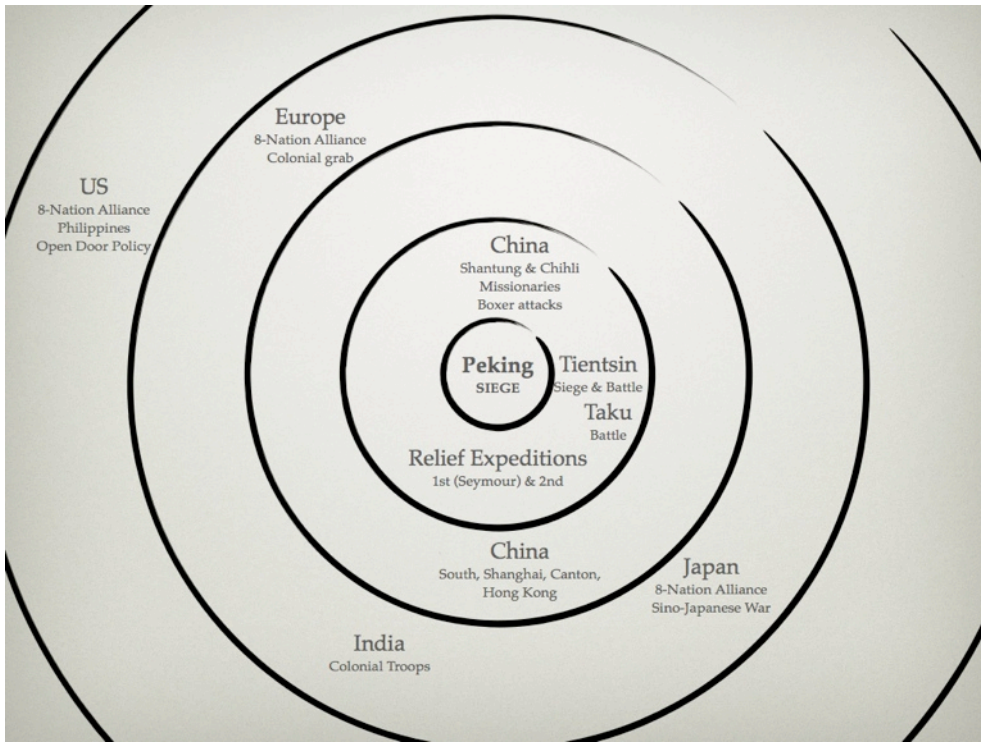 Europe
8-Nation Alliance
Colonial grab
US
8-Nation Alliance
Philippines
Open Door Policy
China
Shantung & Chihli
Missionaries
Boxer attacks
Peking
SIEGE
Tientsin
Siege & Battle
Taku
Battle
Relief Expeditions
1st (Seymour) & 2nd
China
South, Shanghai, Canton,
Hong Kong
Japan
8-Nation Alliance
Sino-Japanese War
India
Colonial Troops